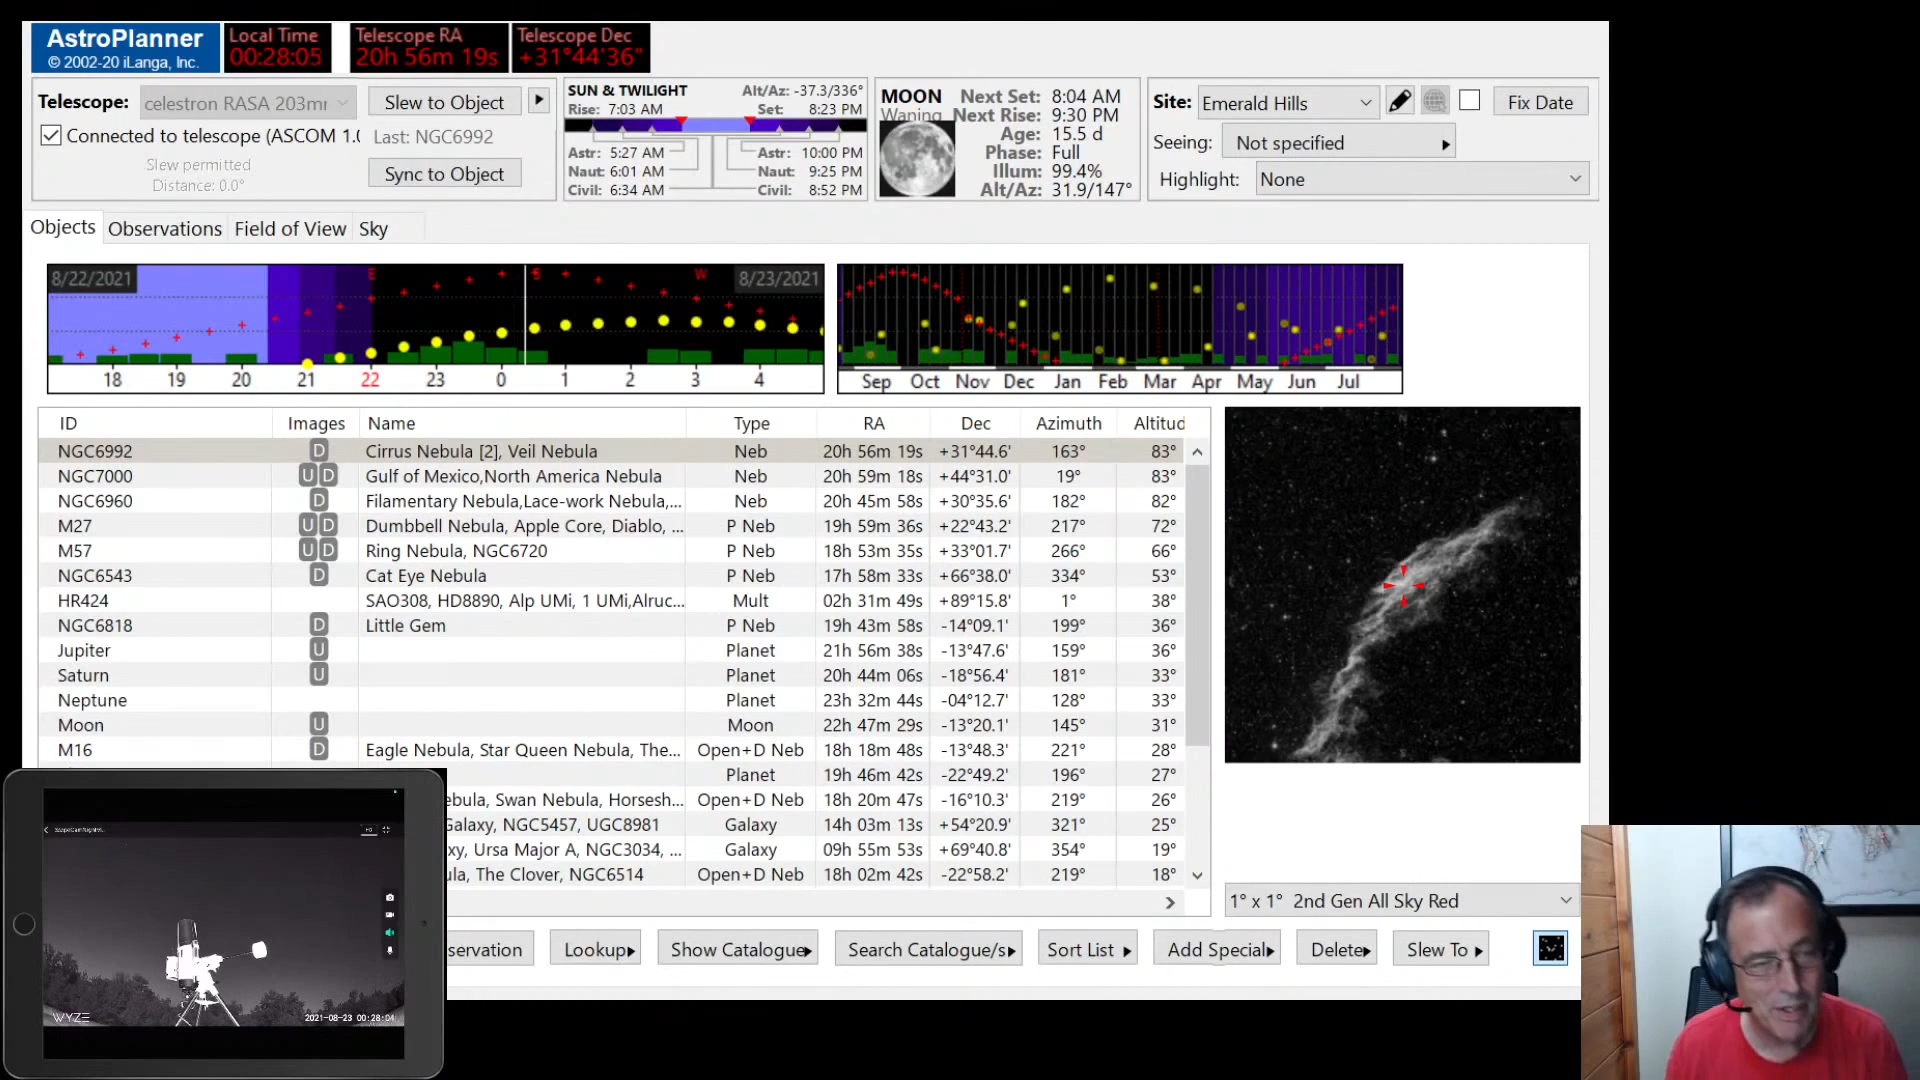 AstroPlanner
© 2002-20 iLanga, Inc.
Local Time
00:28:05
Telescope RA
20h 56m 19s
Telescope Dec
+31°44'36"
Telescope:
celestron RASA 203mr
Slew to Object
Connected to telescope (ASCOM 1.0
Last: NGC6992
Slew permitted
Distance: 0.0°
Sync to Object
SUN & TWILIGHT
Alt/Az: -37.3/336°
Rise: 7:03 AM
Set: 8:23 PM
Astr: 5:27 AM
Astr: 10:00 PM
Naut: 6:01 AM
Naut: 9:25 PM
Civil: 6:34 AM
Civil: 8:52 PM
MOON
Waning
Next Set: 8:04 AM
Next Rise: 9:30 PM
Age: 15.5 d
Phase: Full
Illum: 99.4%
Alt/Az: 31.9/147°
Site: Emerald Hills
Fix Date
Seeing: Not specified
Highlight: None
Objects
Observations
Field of View
Sky
8/22/2021
E
S
W
8/23/2021
18 19 20 21 22 23 0 1 2 3 4
Sep Oct Nov Dec Jan Feb Mar Apr May Jun Jul
ID Images Name Type RA Dec Azimuth Altitud
NGC6992 D Cirrus Nebula [2], Veil Nebula Neb 20h 56m 19s +31°44.6' 163° 83°
NGC7000 U D Gulf of Mexico,North America Nebula Neb 20h 59m 18s +44°31.0' 19° 83°
NGC6960 D Filamentary Nebula,Lace-work Nebula,... Neb 20h 45m 58s +30°35.6' 182° 82°
M27 U D Dumbbell Nebula, Apple Core, Diablo, ... P Neb 19h 59m 36s +22°43.2' 217° 72°
M57 U D Ring Nebula, NGC6720 P Neb 18h 53m 35s +33°01.7' 266° 66°
NGC6543 D Cat Eye Nebula P Neb 17h 58m 33s +66°38.0' 334° 53°
HR424 SAO308, HD8890, Alp UMi, 1 UMi,Alruc... Mult 02h 31m 49s +89°15.8' 1° 38°
NGC6818 D Little Gem P Neb 19h 43m 58s -14°09.1' 199° 36°
Jupiter U Planet 21h 56m 38s -13°47.6' 159° 36°
Saturn U Planet 20h 44m 06s -18°56.4' 181° 33°
Neptune Planet 23h 32m 44s -04°12.7' 128° 33°
Moon U Moon 22h 47m 29s -13°20.1' 145° 31°
M16 D Eagle Nebula, Star Queen Nebula, The... Open+D Neb 18h 18m 48s -13°48.3' 221° 28°
Planet 19h 46m 42s -22°49.2' 196° 27°
ebula, Swan Nebula, Horsesh... Open+D Neb 18h 20m 47s -16°10.3' 219° 26°
Galaxy, NGC5457, UGC8981 Galaxy 14h 03m 13s +54°20.9' 321° 25°
xy, Ursa Major A, NGC3034, ... Galaxy 09h 55m 53s +69°40.8' 354° 19°
ula, The Clover, NGC6514 Open+D Neb 18h 02m 42s -22°58.2' 219° 18°
1° x 1° 2nd Gen All Sky Red
servation
Lookup
Show Catalogue
Search Catalogue/s
Sort List
Add Special
Delete
Slew To
WYZE
2021-08-23 00:28:04